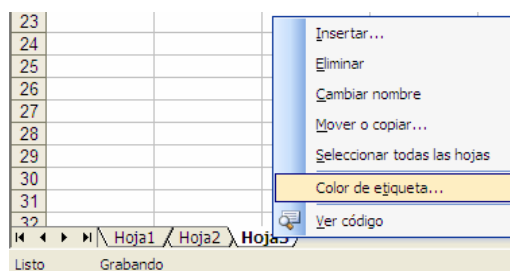 23
24
25
26
27
28
29
30
31
32
Insertar...
Eliminar
Cambiar nombre
Mover o copiar...
Seleccionar todas las hojas
Color de etiqueta...
Ver código
Hoja1 Hoja2 Hoja3
Listo Grabando